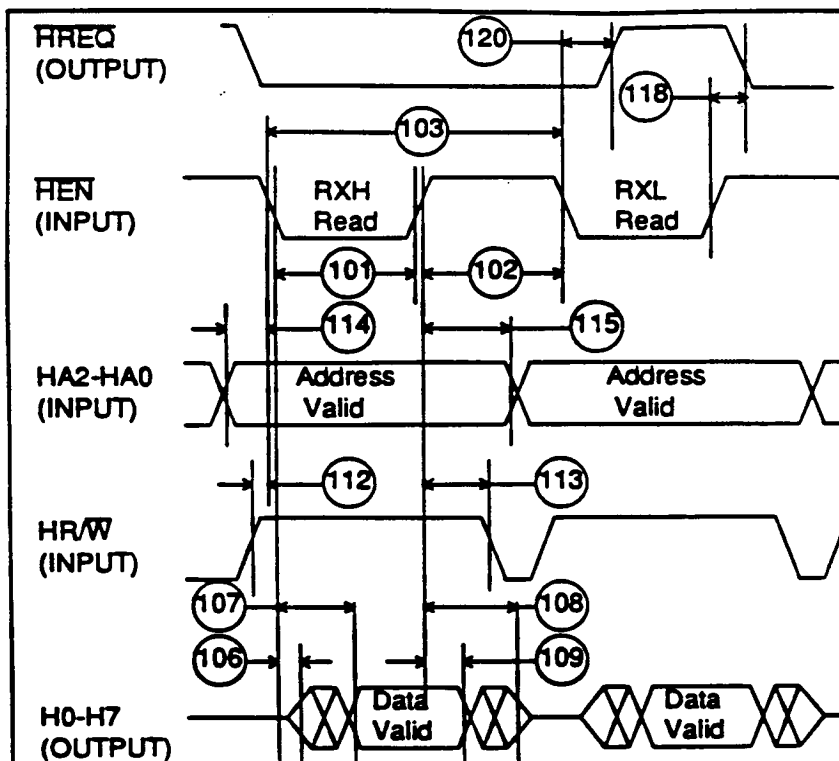 HREQ
(OUTPUT)
120
118
103
HEN
(INPUT)
RXH
Read
RXL
Read
101
102
114
115
HA2-HA0
(INPUT)
Address
Valid
Address
Valid
112
113
HR/W
(INPUT)
107
108
106
109
H0-H7
(OUTPUT)
Data
Valid
Data
Valid